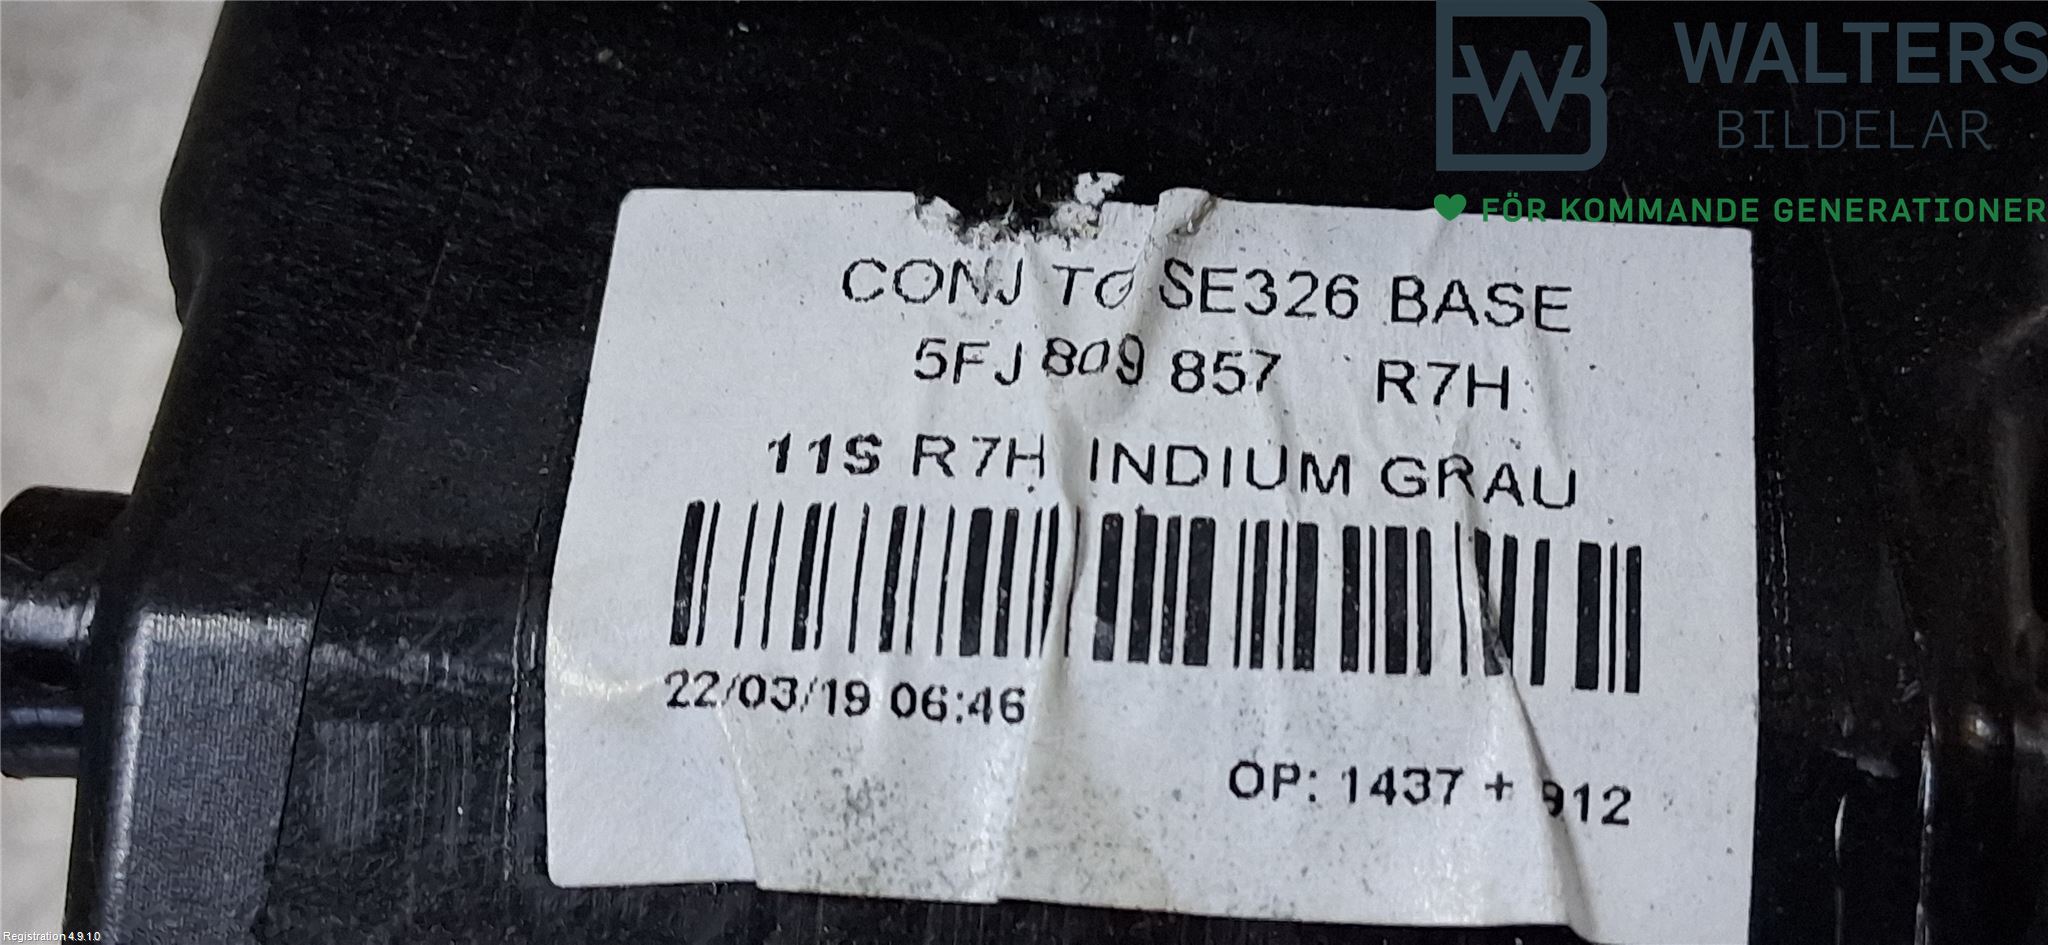 WALTERS
BILDELAR
FÖR KOMMANDE GENERATIONER
CONJ TG SE326 BASE
5FJ 809 857 R7H
11S R7H INDIUM GRAU
22/03/19 06:46
OP: 1437 + 912
Registration 4.9.1.0